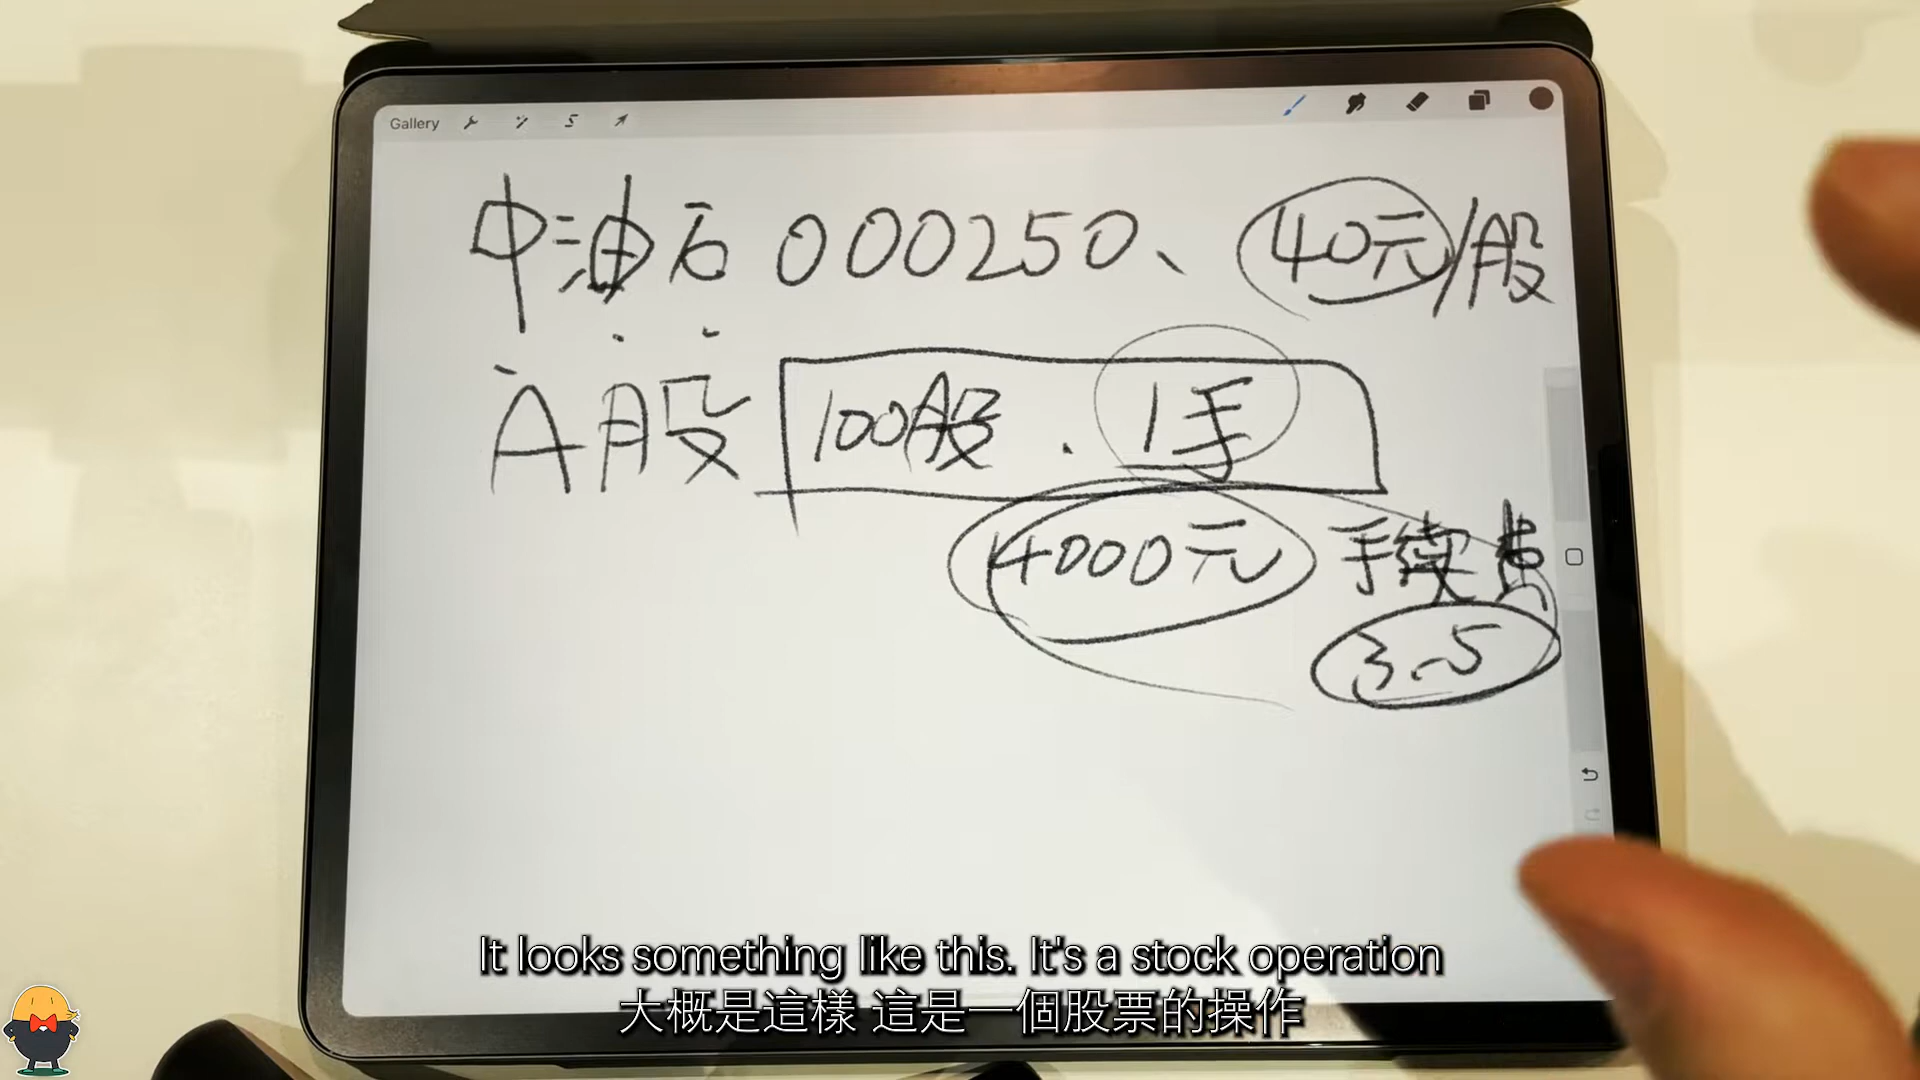 Gallery
中油石 000250、40元/股
A股 100股.1手
4000元 手续费
3.5
It looks something like this. It's a stock operation
大概是這樣 這是一個股票的操作